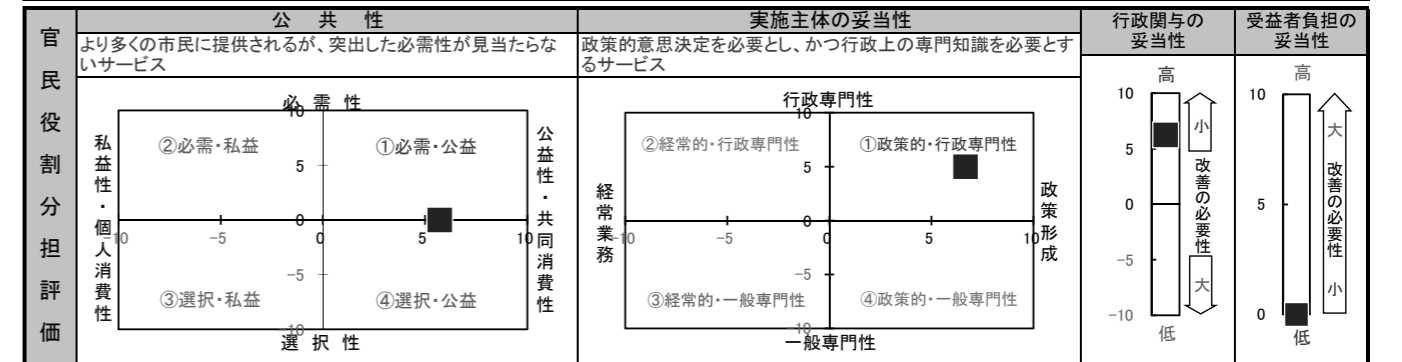 官民役割分担評価
公共性
より多くの市民に提供されるが、突出した必需性が見当たらな
いサービス
必需性
10
②必需・私益
①必需・公益
5
私益性・個人消費性
公益性・共同消費性
0
-10
-5
0
5
10
-5
③選択・私益
④選択・公益
-10
選択性
実施主体の妥当性
政策的意思決定を必要とし、かつ行政上の専門知識を必要とす
るサービス
行政専門性
10
②経常的・行政専門性
①政策的・行政専門性
5
経常業務
政策形成
0
-10
-5
0
5
10
-5
③経常的・一般専門性
④政策的・一般専門性
-10
一般専門性
行政関与の
妥当性
高
10
5
0
-5
-10
低
小
改善の必要性
大
受益者負担の
妥当性
高
10
5
0
低
大
改善の必要性
小